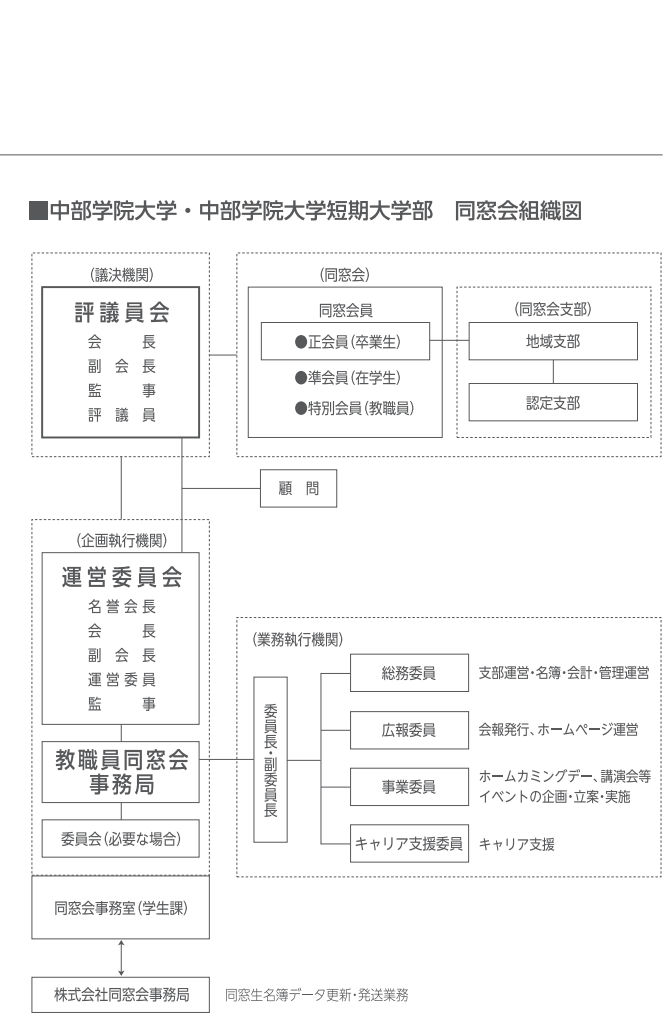 ■中部学院大学・中部学院大学短期大学部　同窓会組織図
(議決機関)
評議員会
会　　長
副　会　長
監　　事
評　議　員
(同窓会)
同窓会員
●正会員(卒業生)
●準会員(在学生)
●特別会員(教職員)
(同窓会支部)
地域支部
認定支部
顧　問
(企画執行機関)
運営委員会
名誉会長
会　　長
副　会　長
運営委員
監　　事
教職員同窓会
事務局
委員会(必要な場合)
(業務執行機関)
委員長・副委員長
総務委員
支部運営・名簿・会計・管理運営
広報委員
会報発行、ホームページ運営
事業委員
ホームカミングデー、講演会等
イベントの企画・立案・実施
キャリア支援委員
キャリア支援
同窓会事務室(学生課)
株式会社同窓会事務局
同窓生名簿データ更新・発送業務